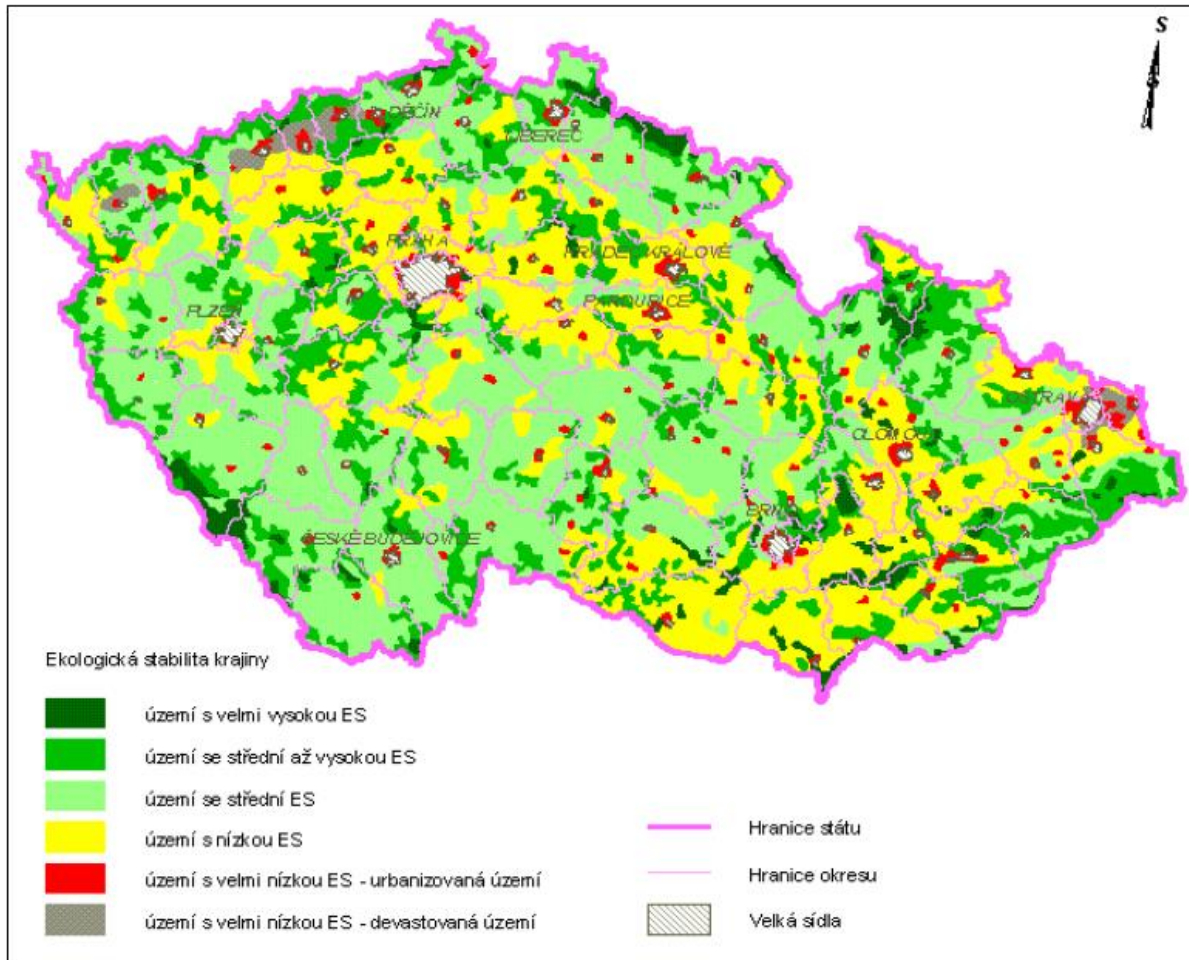 S
DĚČÍN
LIBEREC
PRAHA
HRADEC KRÁLOVÉ
PARDUBICE
PLZEŇ
OSTRAVA
OLOMOUC
BRNO
ČESKÉ BUDĚJOVICE
Ekologická stabilita krajiny
území s velmi vysokou ES
území se střední až vysokou ES
území se střední ES
území s nízkou ES
území s velmi nízkou ES - urbanizovaná území
území s velmi nízkou ES - devastovaná území
Hranice státu
Hranice okresu
Velká sídla